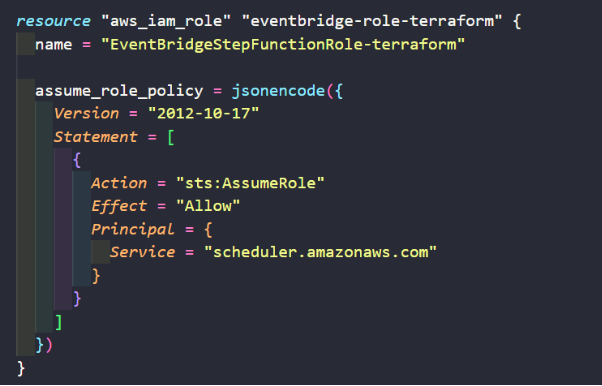 resource "aws_iam_role" "eventbridge-role-terraform" {
  name = "EventBridgeStepFunctionRole-terraform"

  assume_role_policy = jsonencode({
    Version = "2012-10-17"
    Statement = [
      {
        Action = "sts:AssumeRole"
        Effect = "Allow"
        Principal = {
          Service = "scheduler.amazonaws.com"
        }
      }
    ]
  })
}